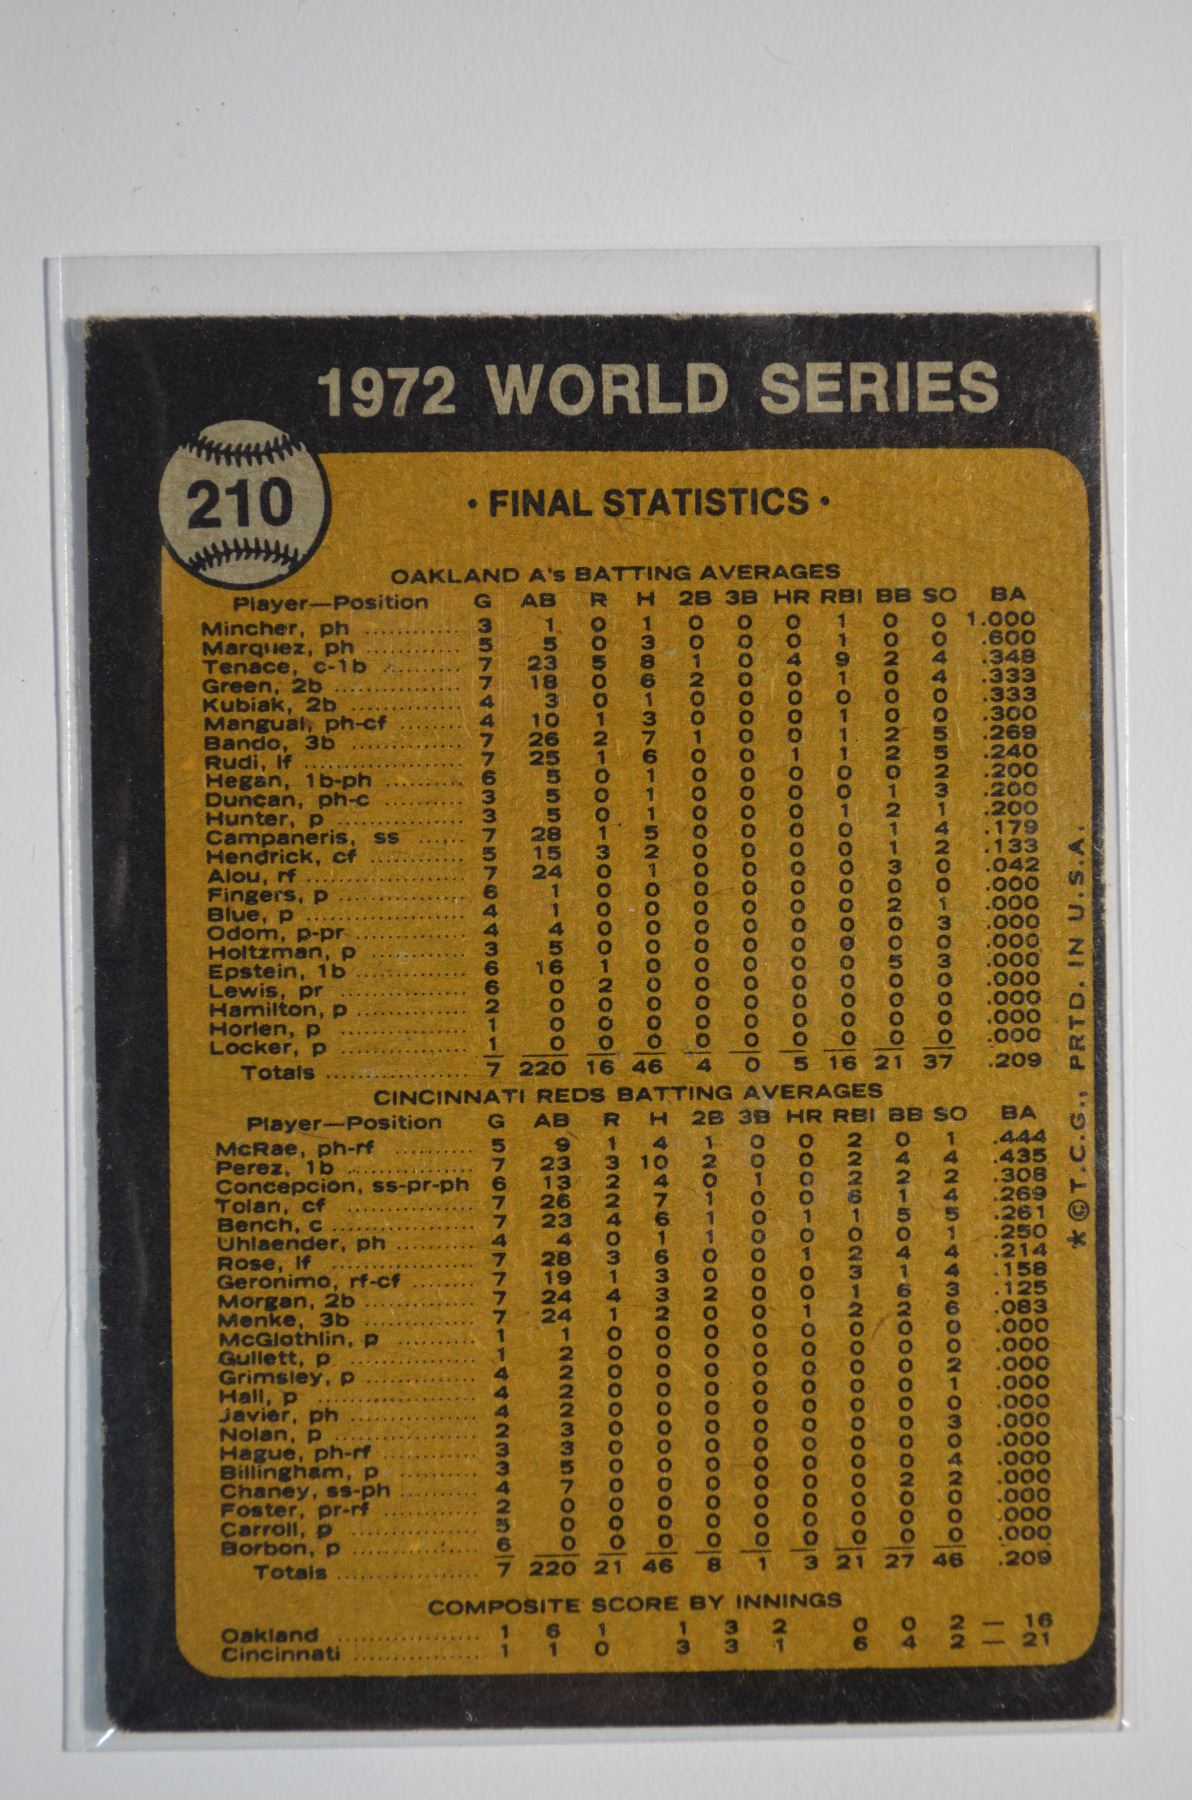 1972 WORLD SERIES
210
· FINAL STATISTICS ·
OAKLAND A's BATTING AVERAGES
Player—Position G AB R H 2B 3B HR RBI BB SO BA
Mincher, ph ............ 3 1 0 1 0 0 0 1 0 0 1.000
Marquez, ph ............ 5 5 0 3 0 0 0 1 0 0 .600
Tenace, c-1b .......... 7 23 5 8 1 0 4 9 2 4 .348
Green, 2b ............... 7 18 0 6 2 0 0 1 0 4 .333
Kubiak, 2b .............. 4 3 0 1 0 0 0 0 0 0 .333
Mangual, ph-cf ........ 4 10 1 3 0 0 0 1 0 0 .300
Bando, 3b .............. 7 26 2 7 1 0 0 1 2 5 .269
Rudi, lf .................. 7 25 1 6 0 0 1 1 2 5 .240
Hegan, 1b-ph .......... 6 5 0 1 0 0 0 0 0 2 .200
Duncan, ph-c .......... 3 5 0 1 0 0 0 0 1 3 .200
Hunter, p ............... 3 5 0 1 0 0 0 1 2 1 .200
Campaneris, ss ...... 7 28 1 5 0 0 0 0 1 4 .179
Hendrick, cf ............ 5 15 3 2 0 0 0 0 1 2 .133
Alou, rf .................... 7 24 0 1 0 0 0 0 3 0 .042
Fingers, p ................ 6 1 0 0 0 0 0 0 0 0 .000
Blue, p .................... 4 1 0 0 0 0 0 0 2 1 .000
Odom, p-pr .............. 4 4 0 0 0 0 0 0 0 3 .000
Holtzman, p ............ 3 5 0 0 0 0 0 0 0 0 .000
Epstein, 1b .............. 6 16 1 0 0 0 0 0 5 3 .000
Lewis, pr ................ 6 0 2 0 0 0 0 0 0 0 .000
Hamilton, p .............. 2 0 0 0 0 0 0 0 0 0 .000
Horlen, p ................ 1 0 0 0 0 0 0 0 0 0 .000
Locker, p ................ 1 0 0 0 0 0 0 0 0 0 .000
Totals .................... 7 220 16 46 4 0 5 16 21 37 .209
CINCINNATI REDS BATTING AVERAGES
Player—Position G AB R H 2B 3B HR RBI BB SO BA
McRae, ph-rf .......... 5 9 1 4 1 0 0 2 0 1 .444
Perez, 1b ................ 7 23 3 10 2 0 0 2 4 4 .435
Concepcion, ss-pr-ph 6 13 2 4 0 1 0 2 2 2 .308
Tolan, cf .................. 7 26 2 7 1 0 0 6 1 4 .269
Bench, c .................. 7 23 4 6 1 0 1 1 5 5 .261
Uhlaender, ph .......... 4 4 0 1 1 0 0 0 0 1 .250
Rose, lf .................... 7 28 3 6 0 0 1 2 4 4 .214
Geronimo, rf-cf ........ 7 19 1 3 0 0 0 3 1 4 .158
Morgan, 2b .............. 7 24 4 3 2 0 0 1 6 3 .125
Menke, 3b ................ 7 24 1 2 0 0 1 2 2 6 .083
McGlothlin, p ............ 1 1 0 0 0 0 0 0 0 0 .000
Gullett, p ................ 1 2 0 0 0 0 0 0 0 0 .000
Grimsley, p .............. 4 2 0 0 0 0 0 0 0 2 .000
Hall, p .................... 4 2 0 0 0 0 0 0 0 1 .000
Javier, ph ................ 4 2 0 0 0 0 0 0 0 0 .000
Nolan, p .................. 2 3 0 0 0 0 0 0 0 3 .000
Hague, ph-rf ............ 3 3 0 0 0 0 0 0 0 0 .000
Billingham, p .......... 3 5 0 0 0 0 0 0 0 4 .000
Chaney, ss-ph .......... 4 7 0 0 0 0 0 0 2 2 .000
Foster, pr-rf ............ 2 0 0 0 0 0 0 0 0 0 .000
Carroll, p ................ 5 0 0 0 0 0 0 0 0 0 .000
Borbon, p ................ 6 0 0 0 0 0 0 0 0 0 .000
Totals .................... 7 220 21 46 8 1 3 21 27 46 .209
COMPOSITE SCORE BY INNINGS
Oakland .................. 1 6 1 1 3 2 0 0 2 — 16
Cincinnati ................ 1 1 0 3 3 1 6 4 2 — 21
*©T.C.G., PRTD. IN U.S.A.